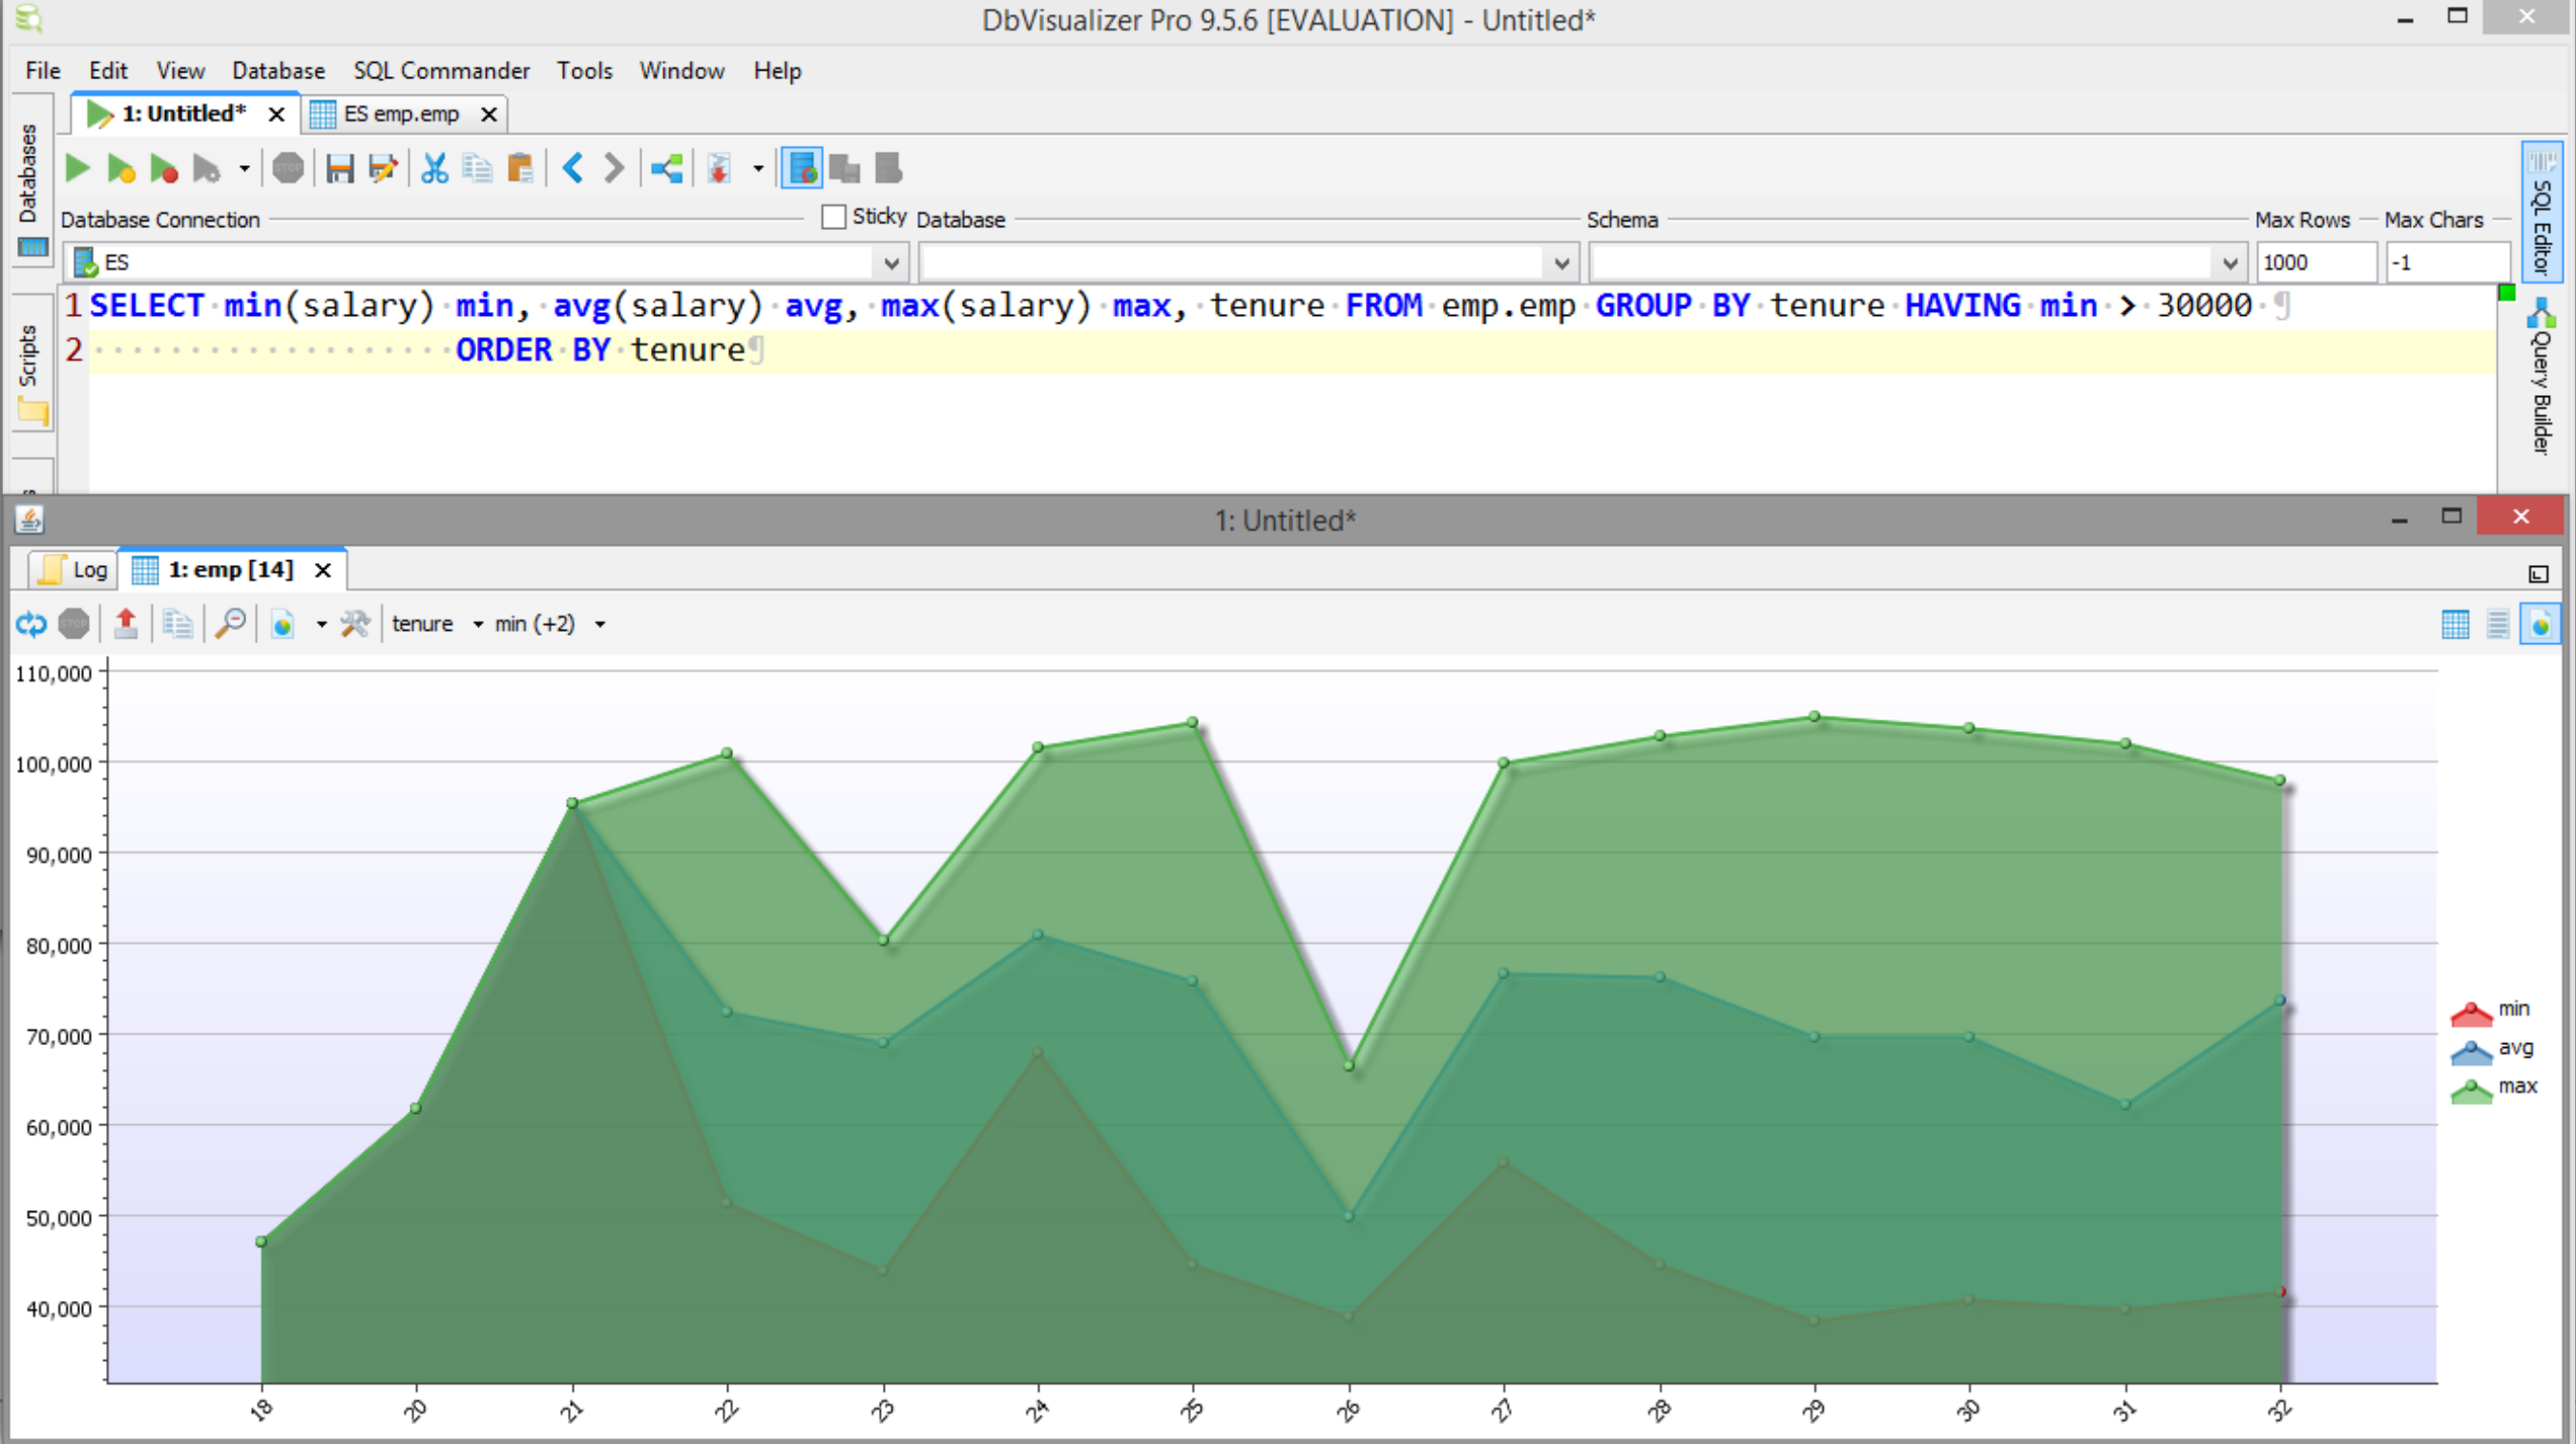 DbVisualizer Pro 9.5.6 [EVALUATION] - Untitled*
File Edit View Database SQL Commander Tools Window Help
1: Untitled* ES emp.emp
Databases
Scripts
STOP
SQL Editor
Query Builder
Database Connection Sticky Database Schema Max Rows Max Chars
ES 1000 -1
1 SELECT min(salary) min, avg(salary) avg, max(salary) max, tenure FROM emp.emp GROUP BY tenure HAVING min > 30000
2 ORDER BY tenure
1: Untitled*
Log 1: emp [14]
STOP tenure min (+2)
110,000
100,000
90,000
80,000
70,000
60,000
50,000
40,000
min
avg
max
18 20 21 22 23 24 25 26 27 28 29 30 31 32